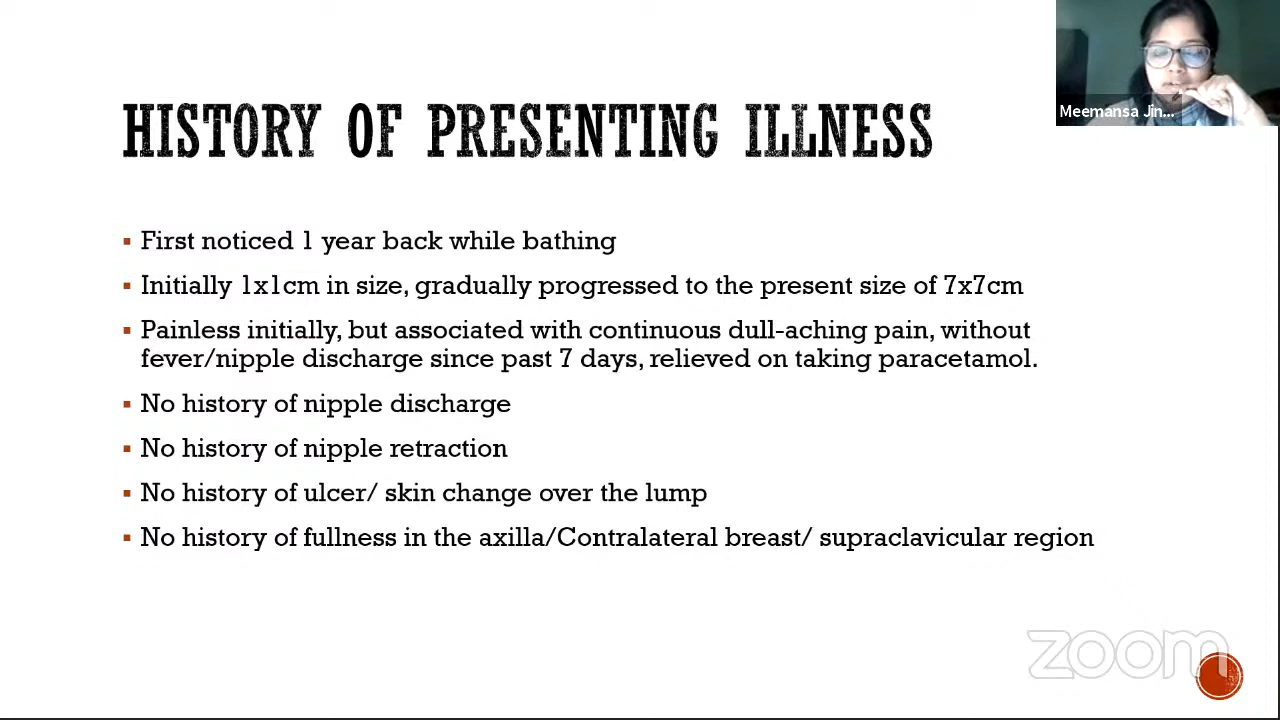 Meemansa Jin...
HISTORY OF PRESENTING ILLNESS
▪ First noticed 1 year back while bathing
▪ Initially 1x1cm in size, gradually progressed to the present size of 7x7cm
▪ Painless initially, but associated with continuous dull-aching pain, without
fever/nipple discharge since past 7 days, relieved on taking paracetamol.
▪ No history of nipple discharge
▪ No history of nipple retraction
▪ No history of ulcer/ skin change over the lump
▪ No history of fullness in the axilla/Contralateral breast/ supraclavicular region
zoom